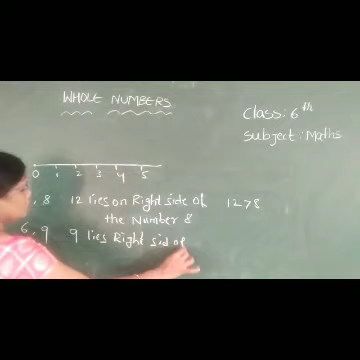 WHOLE NUMBERS
Class: 6th
Subject: Maths
0 1 2 3 4 5
, 8 12 lies on Right side of 12 > 8
the Number 8
6, 9 9 lies Right sid of